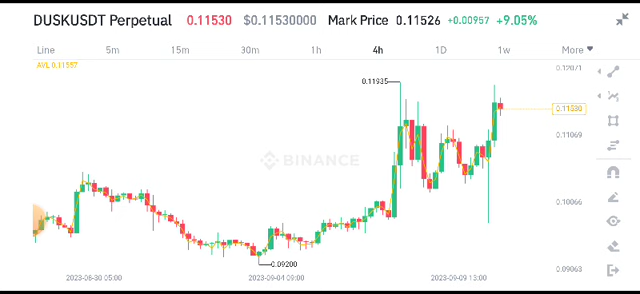 DUSKUSDT Perpetual 0.11530 $0.11530000 Mark Price 0.11526 +0.00957 +9.05%
Line 5m 15m 30m 1h 4h 1D 1w More
AVL 0.11557
0.12071
0.11935
0.11530
0.11069
BINANCE
0.10066
0.09200
0.09063
2023-08-30 05:00 2023-09-04 09:00 2023-09-09 13:00